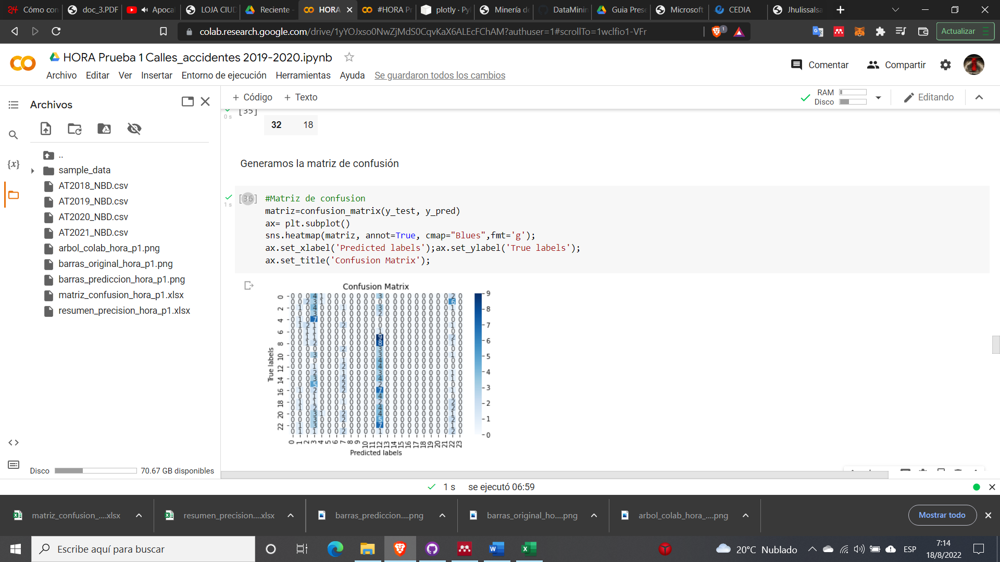 Cómo con
doc_3.PDF
Apoca
LOJA CIUD
Reciente -
HORA
#HORA Pr
plotly · Py
Minería de
DataMinin
Guia Prese
Microsoft
CEDIA
Jhulissalsa
colab.research.google.com/drive/1yYOJxso0NwZjMdS0CqvKaX6ALEcFChAM?authuser=1#scrollTo=1wclfio1-VFr
1
Actualizar
HORA Prueba 1 Calles_accidentes 2019-2020.ipynb
Archivo Editar Ver Insertar Entorno de ejecución Herramientas Ayuda Se guardaron todos los cambios
Comentar
Compartir
Archivos
+ Código + Texto
RAM
Disco
Editando
..
sample_data
AT2018_NBD.csv
AT2019_NBD.csv
AT2020_NBD.csv
AT2021_NBD.csv
arbol_colab_hora_p1.png
barras_original_hora_p1.png
barras_prediccion_hora_p1.png
matriz_confusion_hora_p1.xlsx
resumen_precision_hora_p1.xlsx
Disco 70.67 GB disponibles
[35]
0 s
32 18
Generamos la matriz de confusión
[36]
1 s
#Matriz de confusion
matriz=confusion_matrix(y_test, y_pred)
ax= plt.subplot()
sns.heatmap(matriz, annot=True, cmap="Blues",fmt='g');
ax.set_xlabel('Predicted labels');ax.set_ylabel('True labels');
ax.set_title('Confusion Matrix');
Confusion Matrix
True labels
0 2 4 6 8 10 12 14 16 18 20 22
0 1 2 3 4 5 6 7 8 9 10 11 12 13 14 15 16 17 18 19 20 21 22 23
Predicted labels
9
8
7
6
5
4
3
2
1
0
1 s se ejecutó 06:59
matriz_confusion_....xlsx
resumen_precision....xlsx
barras_prediccion....png
barras_original_ho....png
arbol_colab_hora_....png
Mostrar todo
Escribe aquí para buscar
20°C Nublado
ESP
7:14
18/8/2022